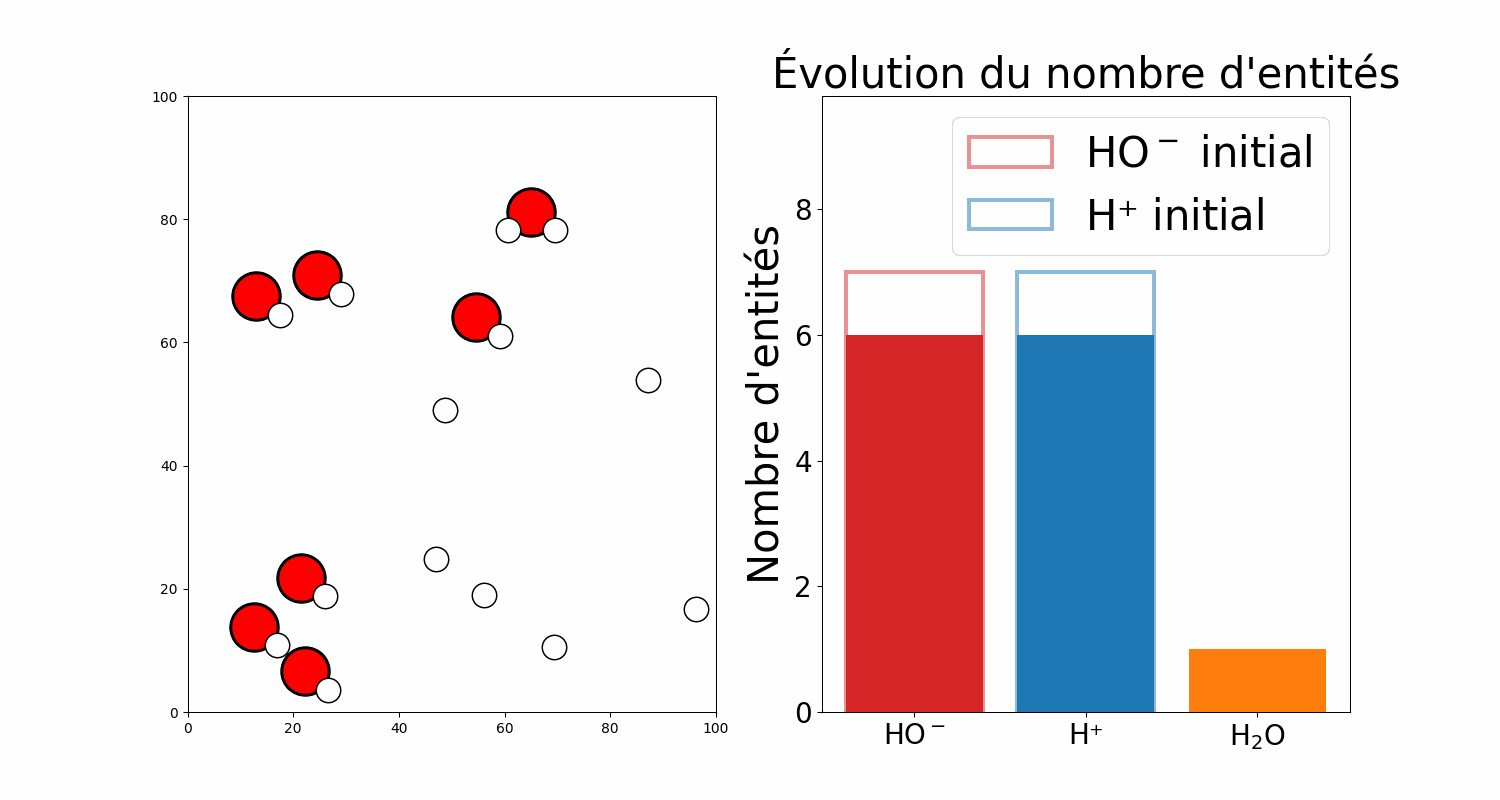 100
80
60
40
20
0
0 20 40 60 80 100
Évolution du nombre d'entités
HO⁻ initial
H⁺ initial
Nombre d'entités
8
6
4
2
0
HO⁻ H⁺ H₂O